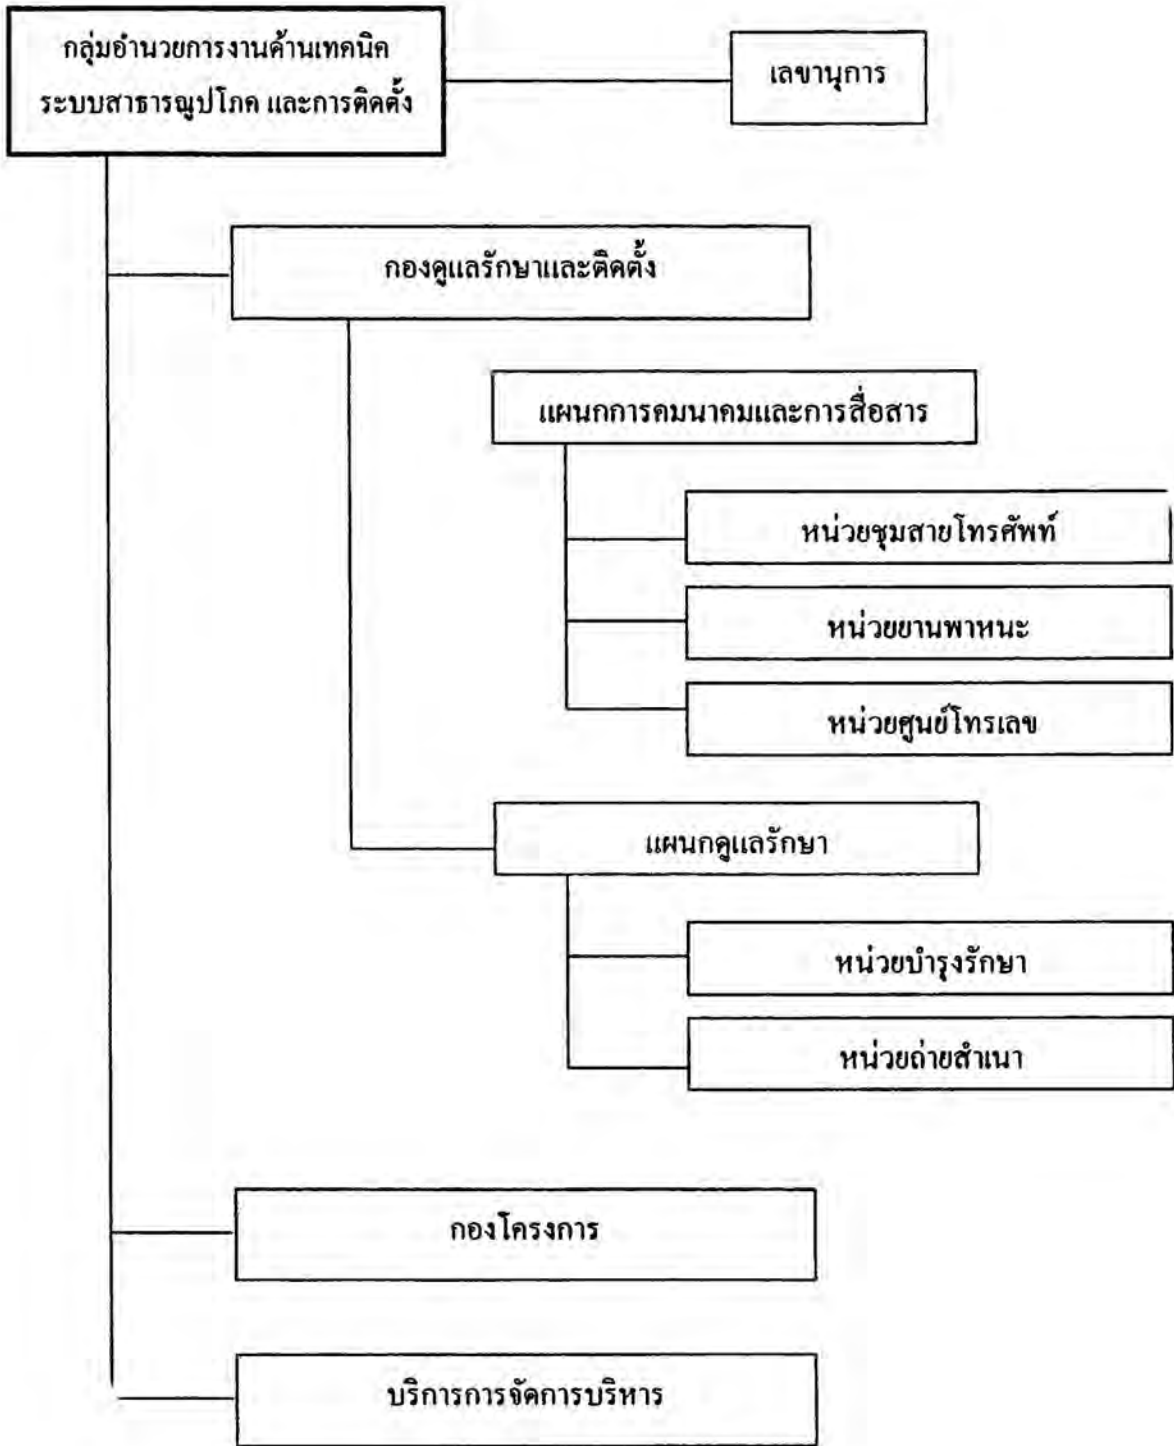 กลุ่มอำนวยการงานด้านเทคนิค
ระบบสาธารณูปโภค และการติดตั้ง
เลขานุการ
กองดูแลรักษาและติดตั้ง
แผนกการคมนาคมและการสื่อสาร
หน่วยชุมสายโทรศัพท์
หน่วยยานพาหนะ
หน่วยศูนย์โทรเลข
แผนกดูแลรักษา
หน่วยบำรุงรักษา
หน่วยถ่ายสำเนา
กองโครงการ
บริการการจัดการบริหาร